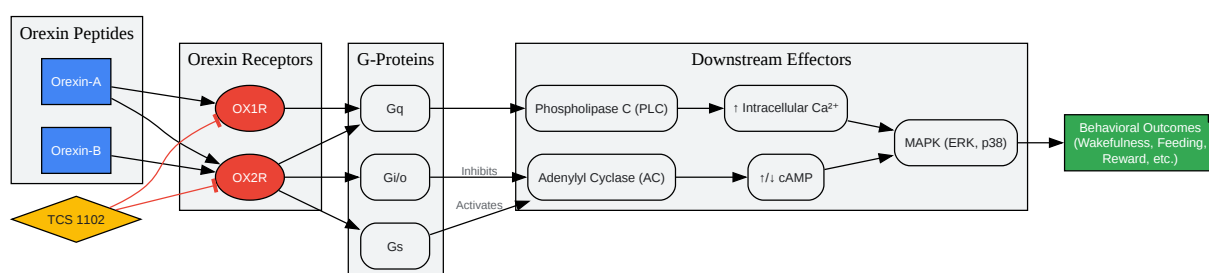 Orexin Peptides
Orexin-A
Orexin-B
TCS 1102
Orexin Receptors
OX1R
OX2R
G-Proteins
Gq
Gi/o
Gs
Inhibits
Activates
Downstream Effectors
Phospholipase C (PLC)
↑ Intracellular Ca²⁺
Adenylyl Cyclase (AC)
↑/↓ cAMP
MAPK (ERK, p38)
Behavioral Outcomes
(Wakefulness, Feeding,
Reward, etc.)